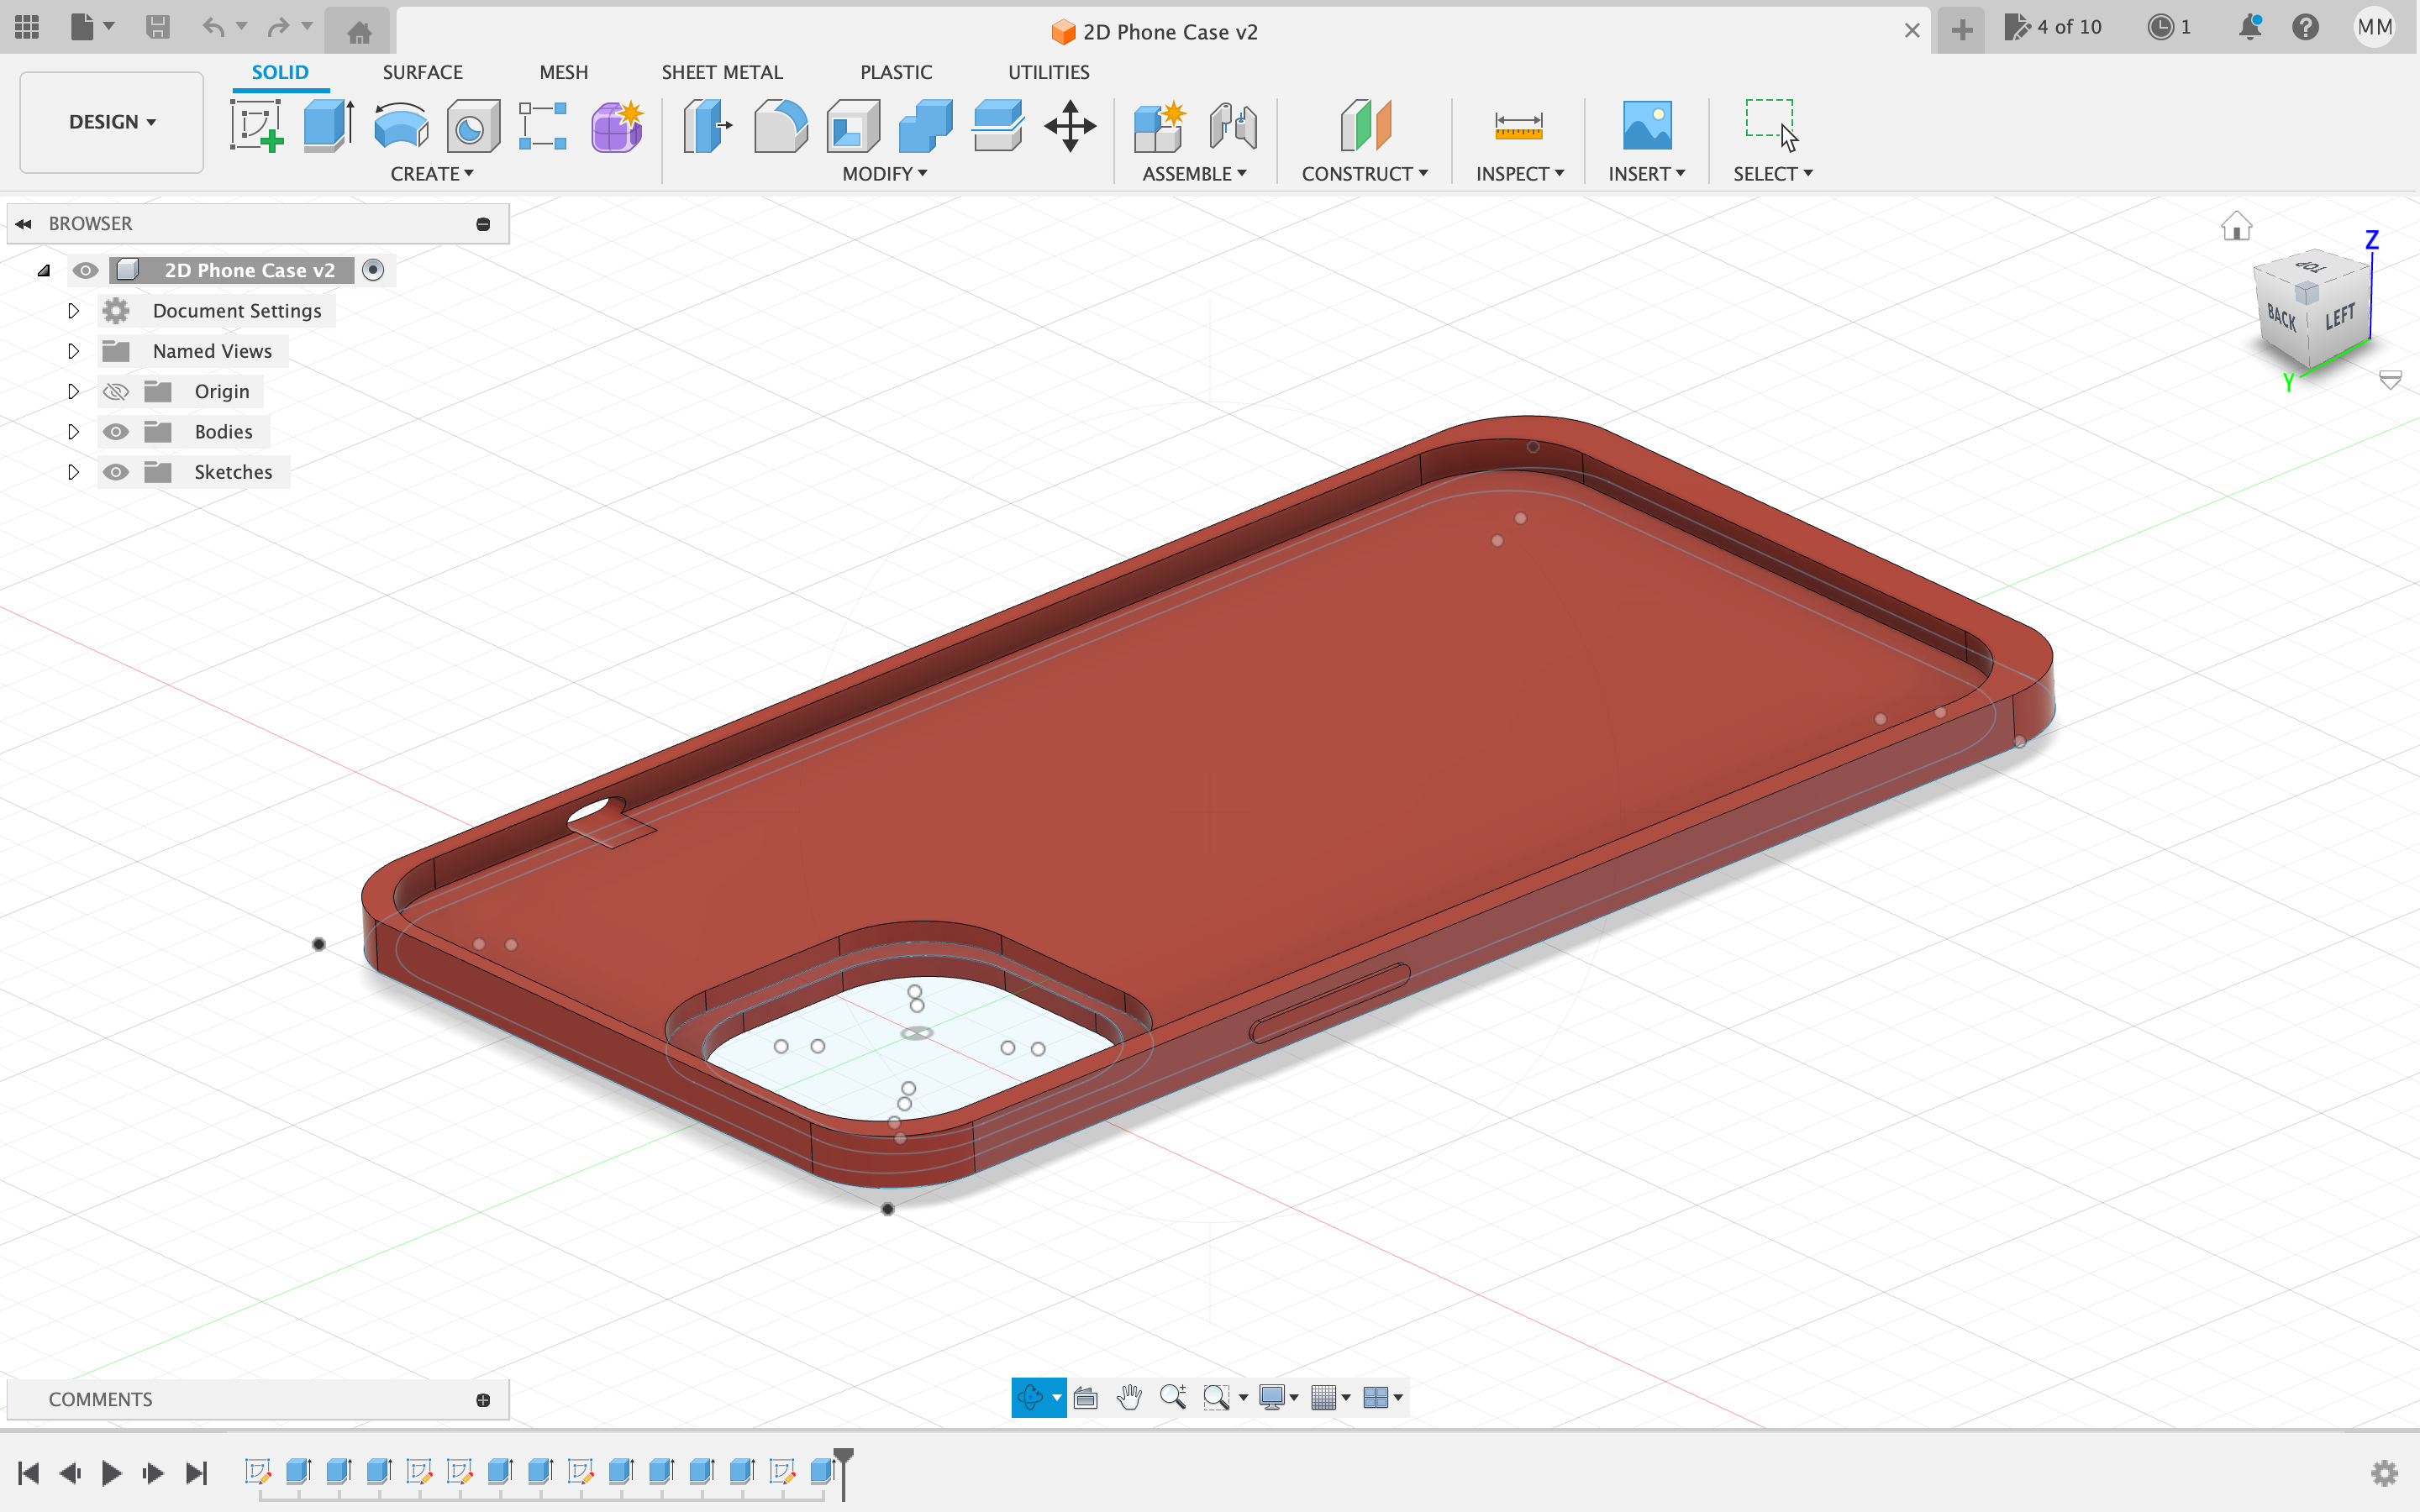 2D Phone Case v2
4 of 10
1
MM
DESIGN
SOLID
SURFACE
MESH
SHEET METAL
PLASTIC
UTILITIES
CREATE
MODIFY
ASSEMBLE
CONSTRUCT
INSPECT
INSERT
SELECT
BROWSER
2D Phone Case v2
Document Settings
Named Views
Origin
Bodies
Sketches
Z
TOP
BACK
LEFT
Y
COMMENTS